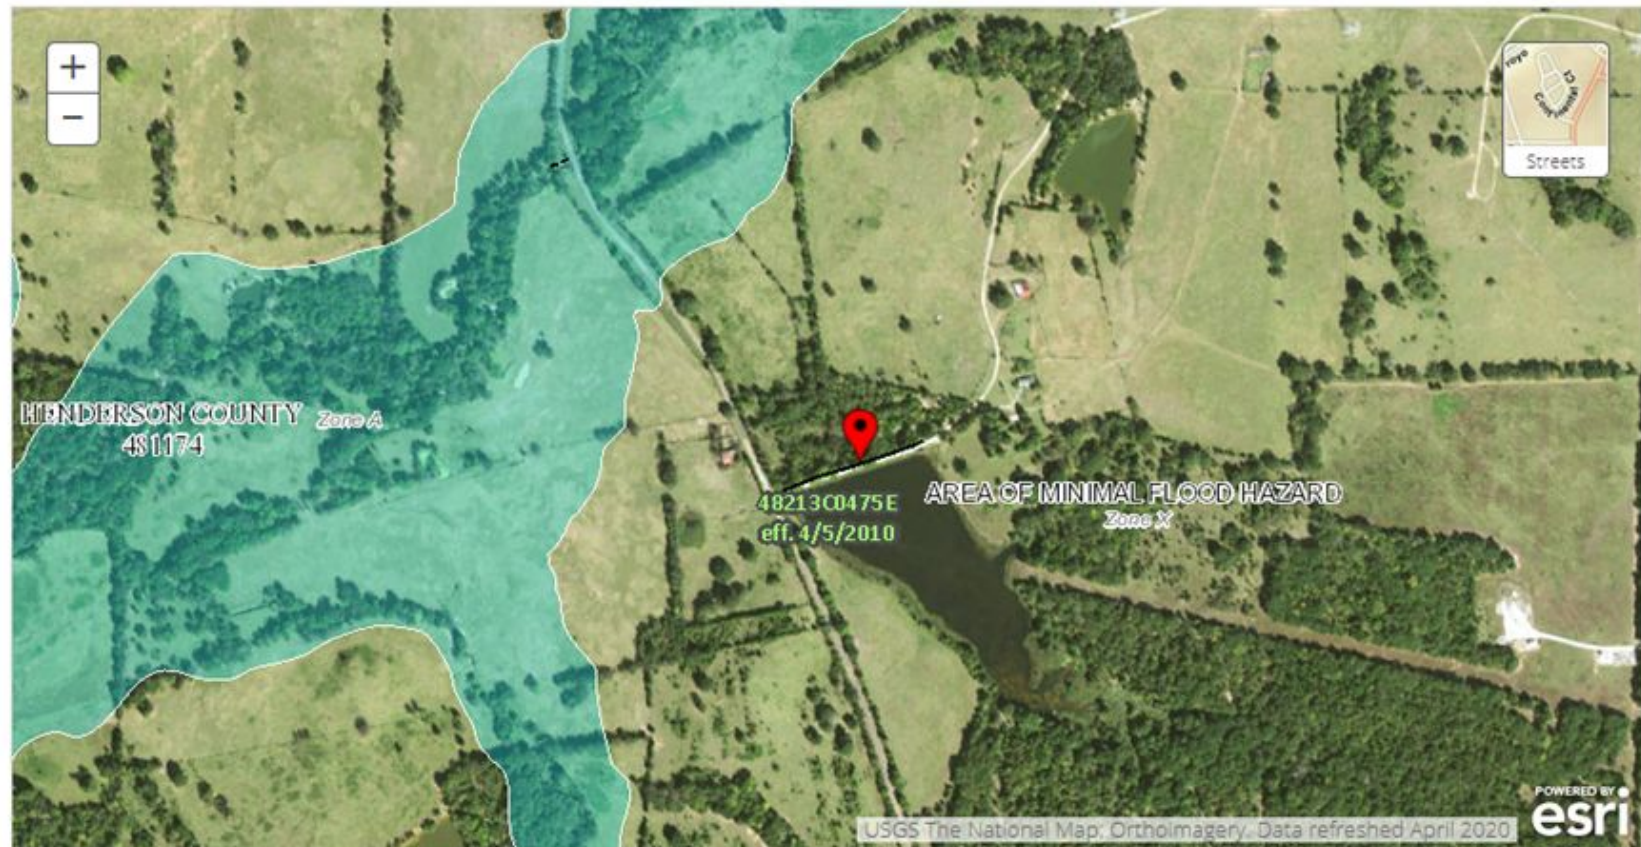 +
−
Streets
HENDERSON COUNTY
481174
Zone A
48213C0475E
eff. 4/5/2010
AREA OF MINIMAL FLOOD HAZARD
Zone X
POWERED BY
esri
USGS The National Map: Orthoimagery. Data refreshed April 2020